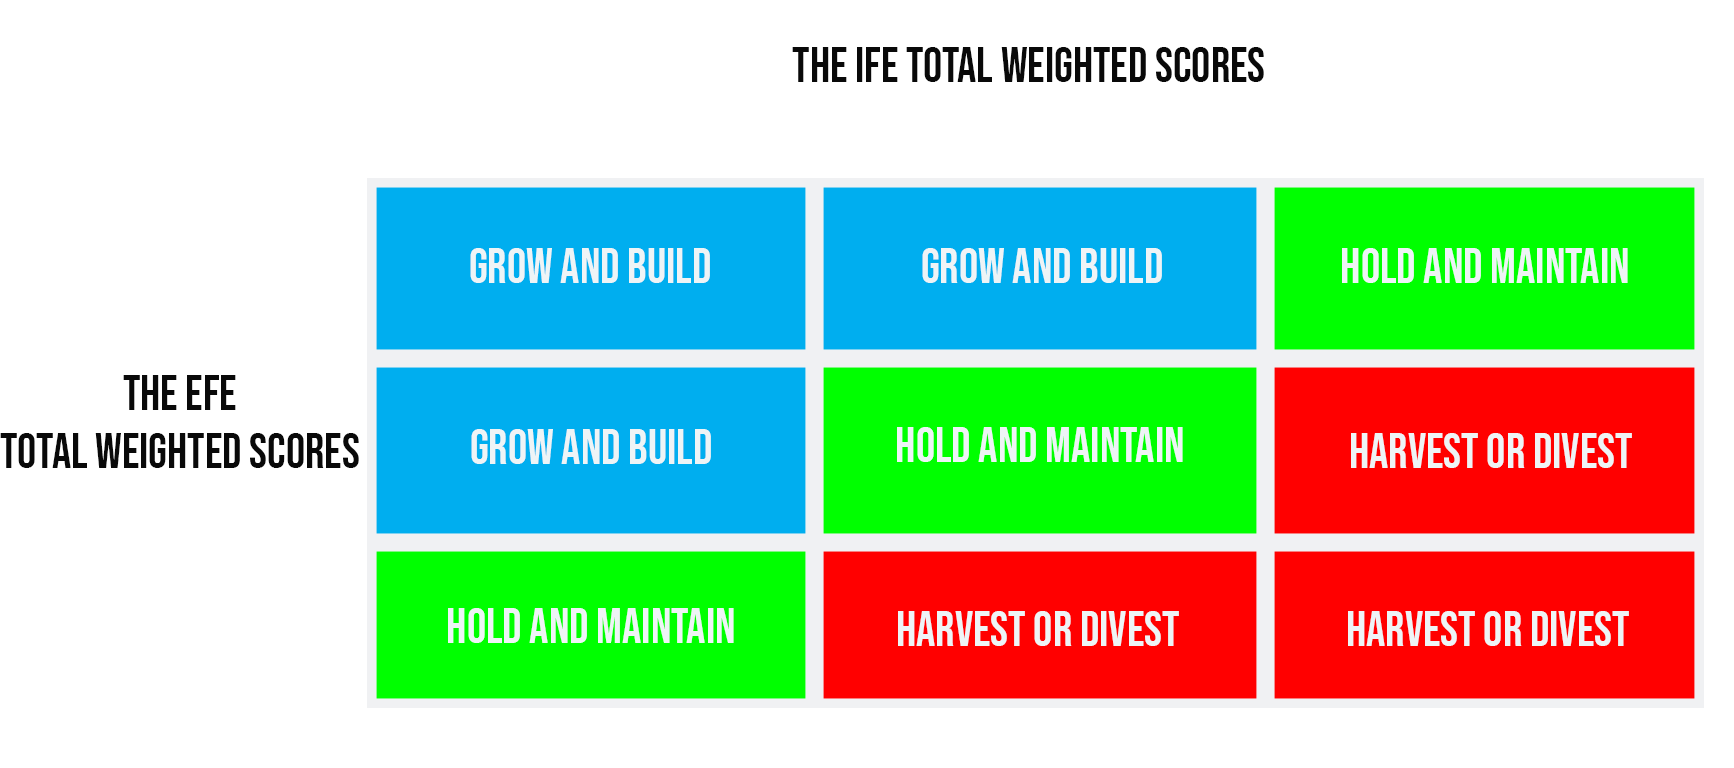 THE IFE TOTAL WEIGHTED SCORES
GROW AND BUILD
GROW AND BUILD
HOLD AND MAINTAIN
THE EFE
TOTAL WEIGHTED SCORES
GROW AND BUILD
HOLD AND MAINTAIN
HARVEST OR DIVEST
HOLD AND MAINTAIN
HARVEST OR DIVEST
HARVEST OR DIVEST